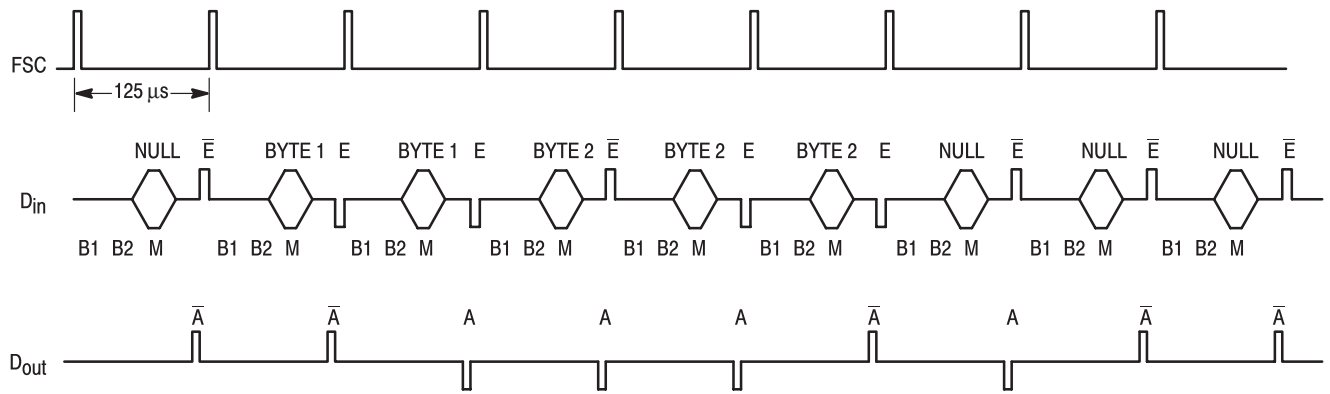 FSC
125 μs
NULL E̅ BYTE 1 E BYTE 1 E BYTE 2 E̅ BYTE 2 E BYTE 2 E NULL E̅ NULL E̅ NULL E̅
Din
B1 B2 M B1 B2 M B1 B2 M B1 B2 M B1 B2 M B1 B2 M B1 B2 M B1 B2 M B1 B2 M
A̅ A̅ A A A A̅ A A̅ A̅
Dout